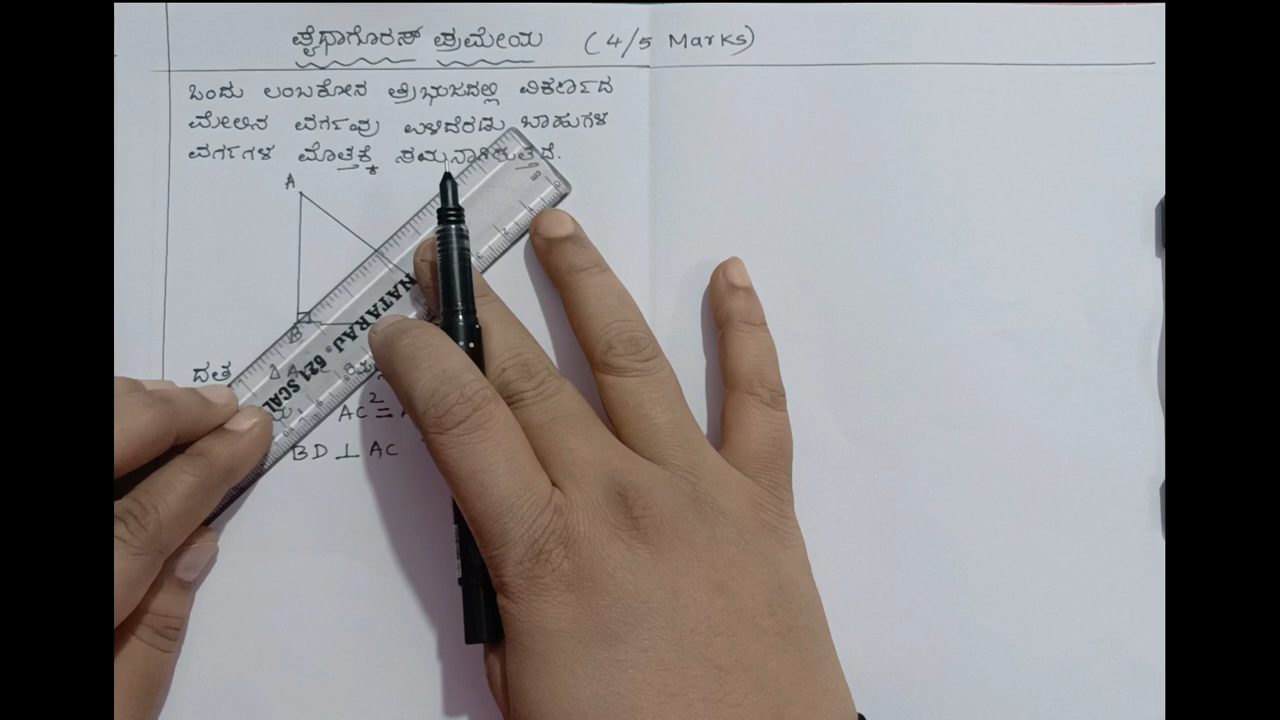 ಪೈಥಾಗೊರಸ್ ಪ್ರಮೇಯ (4/5 Marks)
ಒಂದು ಲಂಬಕೋನ ತ್ರಿಭುಜದಲ್ಲಿ ವಿಕರ್ಣದ
ಮೇಲಿನ ವರ್ಗವು ಉಳಿದೆರಡು ಬಾಹುಗಳ
ವರ್ಗಗಳ ಮೊತ್ತಕ್ಕೆ ಸಮನಾಗಿರುತ್ತದೆ.
A
B
NATARAJ. 621 SCAL
ದತ್ತ
AC² =
BD ⊥ AC